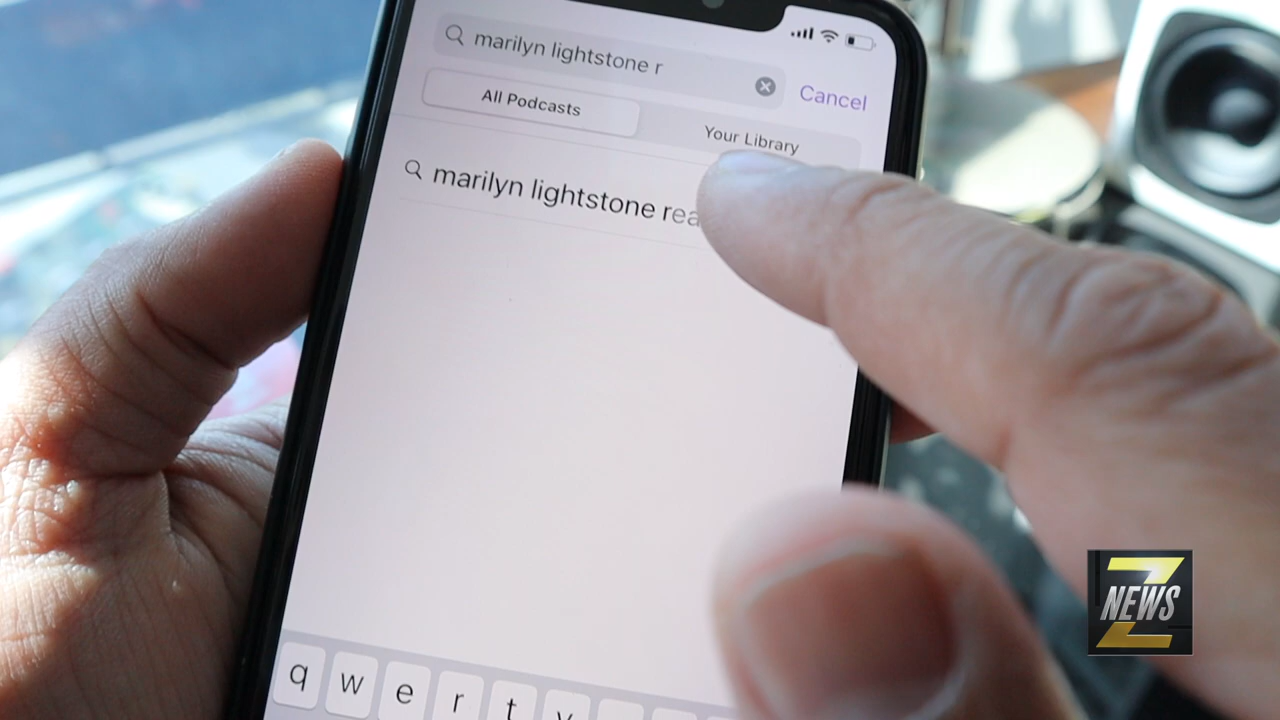 marilyn lightstone r
Cancel
All Podcasts
Your Library
marilyn lightstone rea
q w e r t
Z
NEWS